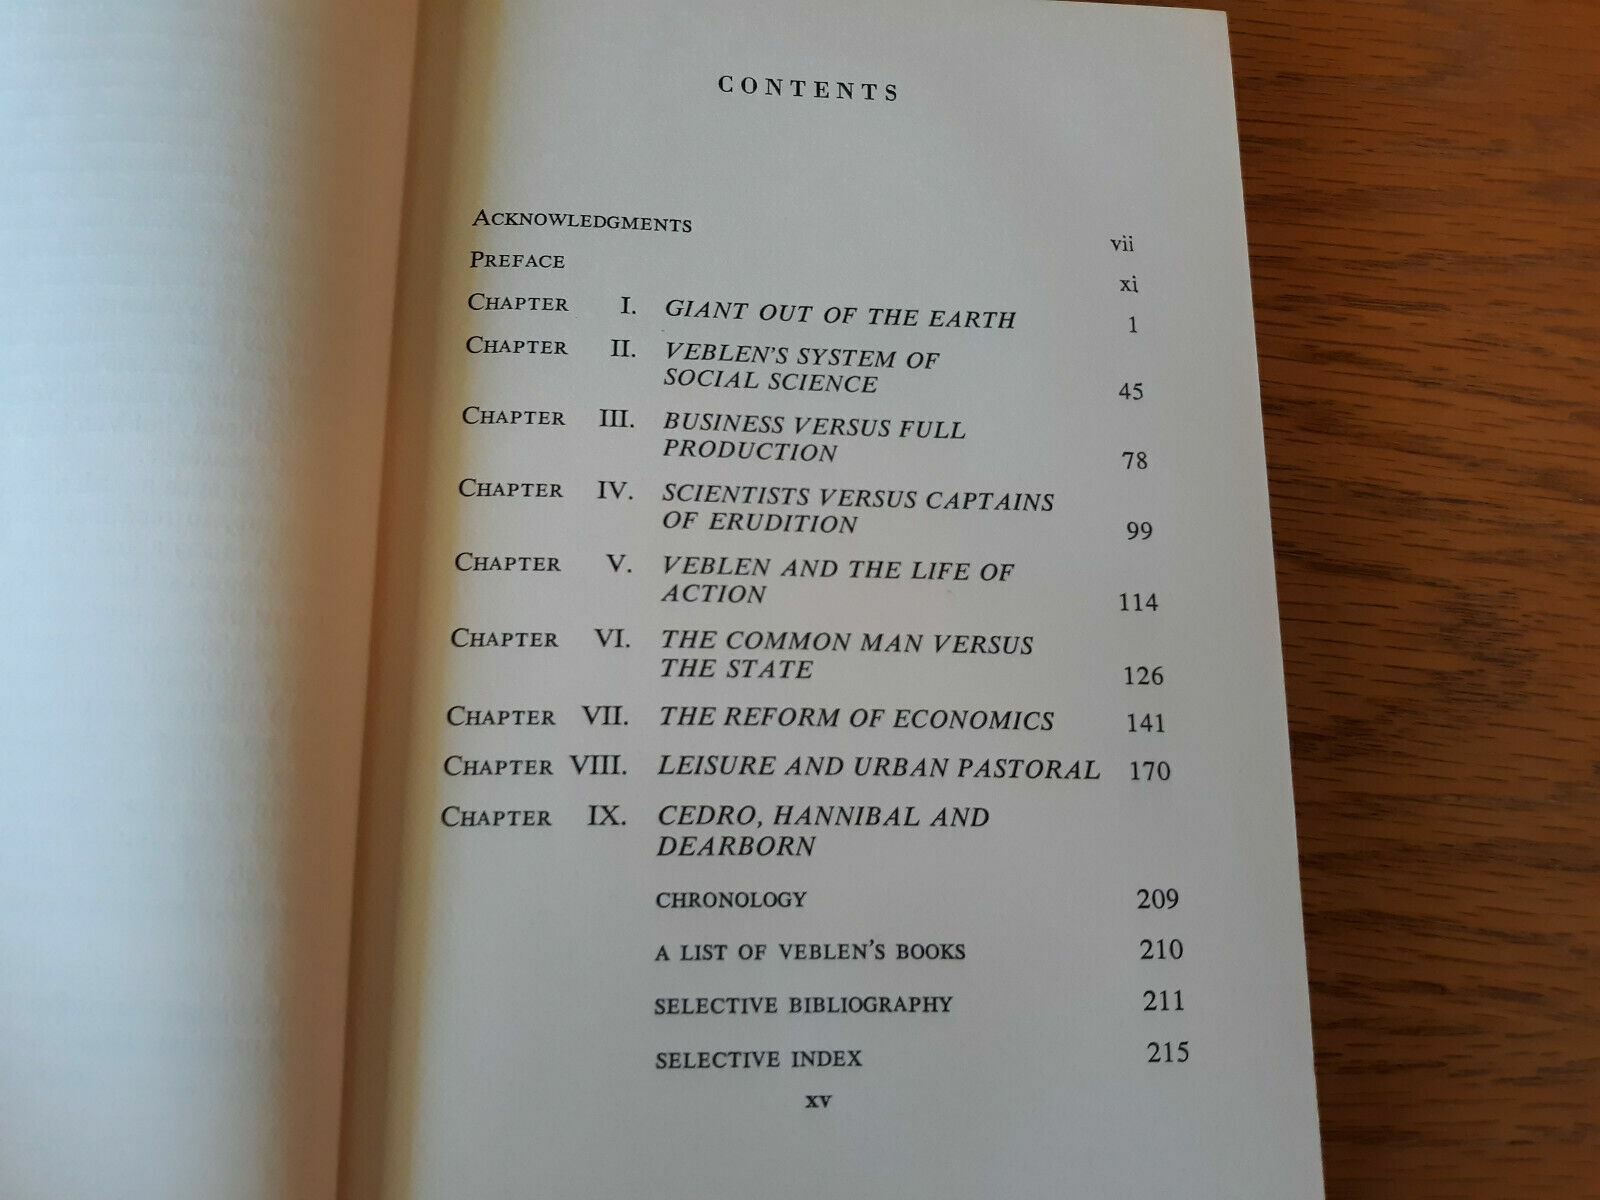 CONTENTS
ACKNOWLEDGMENTS vii
PREFACE xi
CHAPTER I. GIANT OUT OF THE EARTH 1
CHAPTER II. VEBLEN'S SYSTEM OF
SOCIAL SCIENCE 45
CHAPTER III. BUSINESS VERSUS FULL
PRODUCTION 78
CHAPTER IV. SCIENTISTS VERSUS CAPTAINS
OF ERUDITION 99
CHAPTER V. VEBLEN AND THE LIFE OF
ACTION 114
CHAPTER VI. THE COMMON MAN VERSUS
THE STATE 126
CHAPTER VII. THE REFORM OF ECONOMICS 141
CHAPTER VIII. LEISURE AND URBAN PASTORAL 170
CHAPTER IX. CEDRO, HANNIBAL AND
DEARBORN
CHRONOLOGY 209
A LIST OF VEBLEN'S BOOKS 210
SELECTIVE BIBLIOGRAPHY 211
SELECTIVE INDEX 215
xv